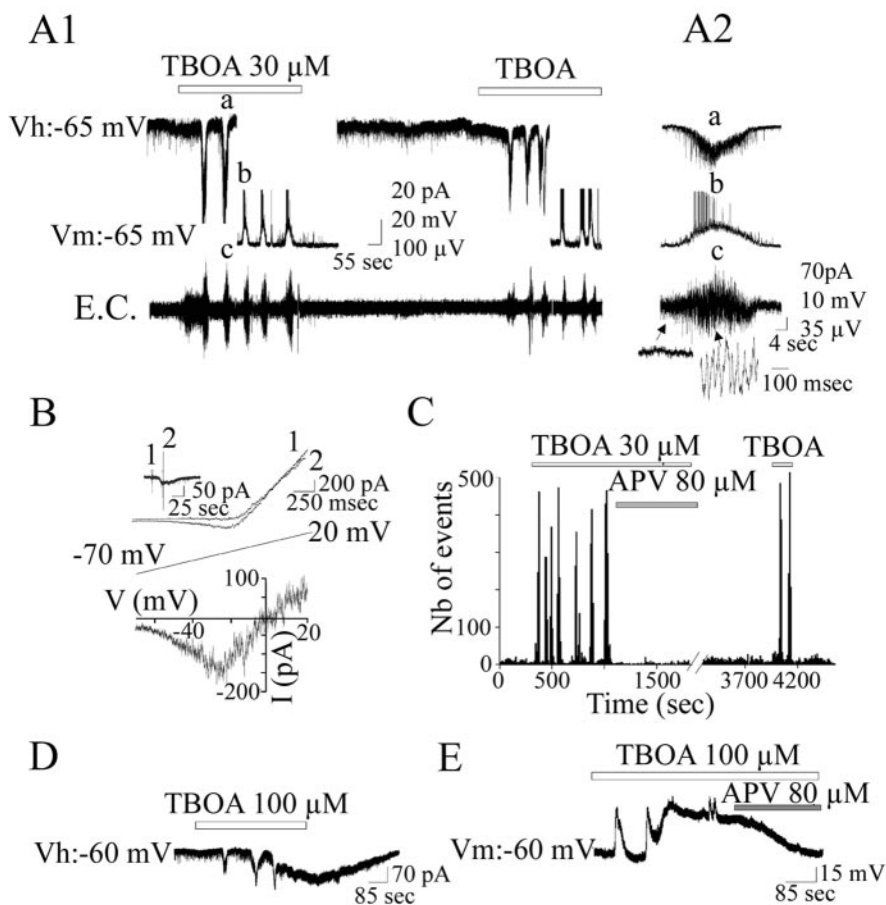 A1
A2
TBOA 30 µM
TBOA
a
Vh:-65 mV
b
20 pA
20 mV
100 µV
55 sec
Vm:-65 mV
c
E.C.
a
b
c
70pA
10 mV
35 µV
4 sec
100 msec
B
2
1
50 pA
25 sec
1
2
200 pA
250 msec
-70 mV
20 mV
100
V (mV)
-40
20
I (pA)
-200
C
TBOA 30 µM
TBOA
APV 80 µM
500
Nb of events
100
0
0
500
1500
3700
4200
Time (sec)
D
TBOA 100 µM
Vh:-60 mV
70 pA
85 sec
E
TBOA 100 µM
APV 80 µM
Vm:-60 mV
15 mV
85 sec